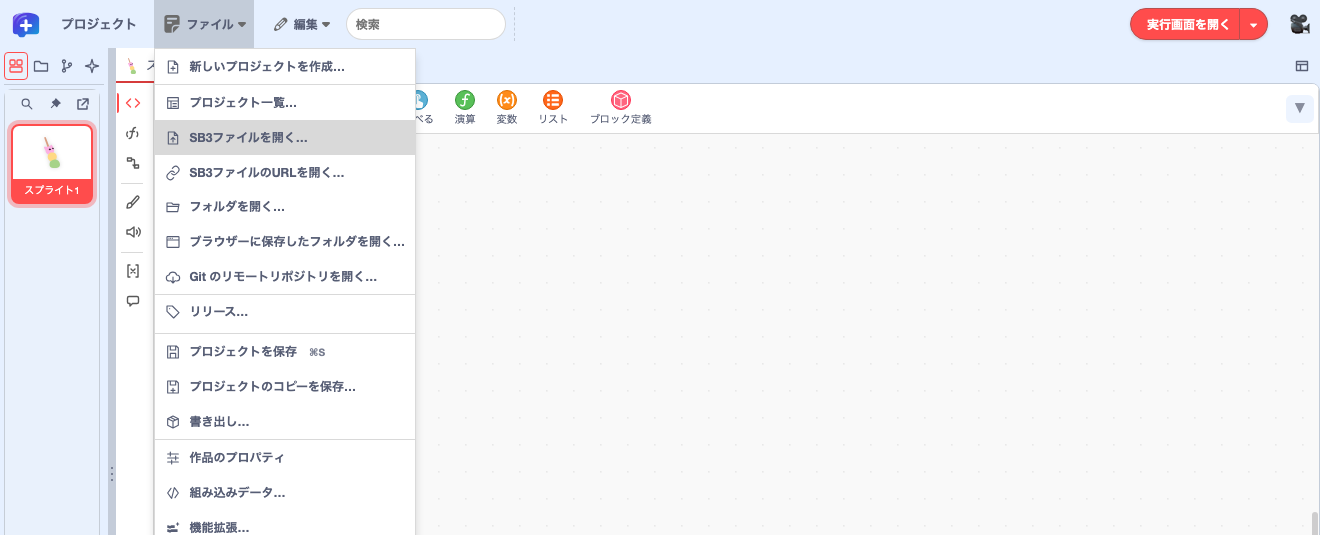 プロジェクト
ファイル
編集
検索
実行画面を開く
新しいプロジェクトを作成...
プロジェクト一覧...
SB3ファイルを開く...
SB3ファイルのURLを開く...
フォルダを開く...
ブラウザーに保存したフォルダを開く...
Git のリモートリポジトリを開く...
リリース...
プロジェクトを保存 ⌘S
プロジェクトのコピーを保存...
書き出し...
作品のプロパティ
組み込みデータ...
機能拡張...
ス
べる
演算
変数
リスト
ブロック定義
スプライト1